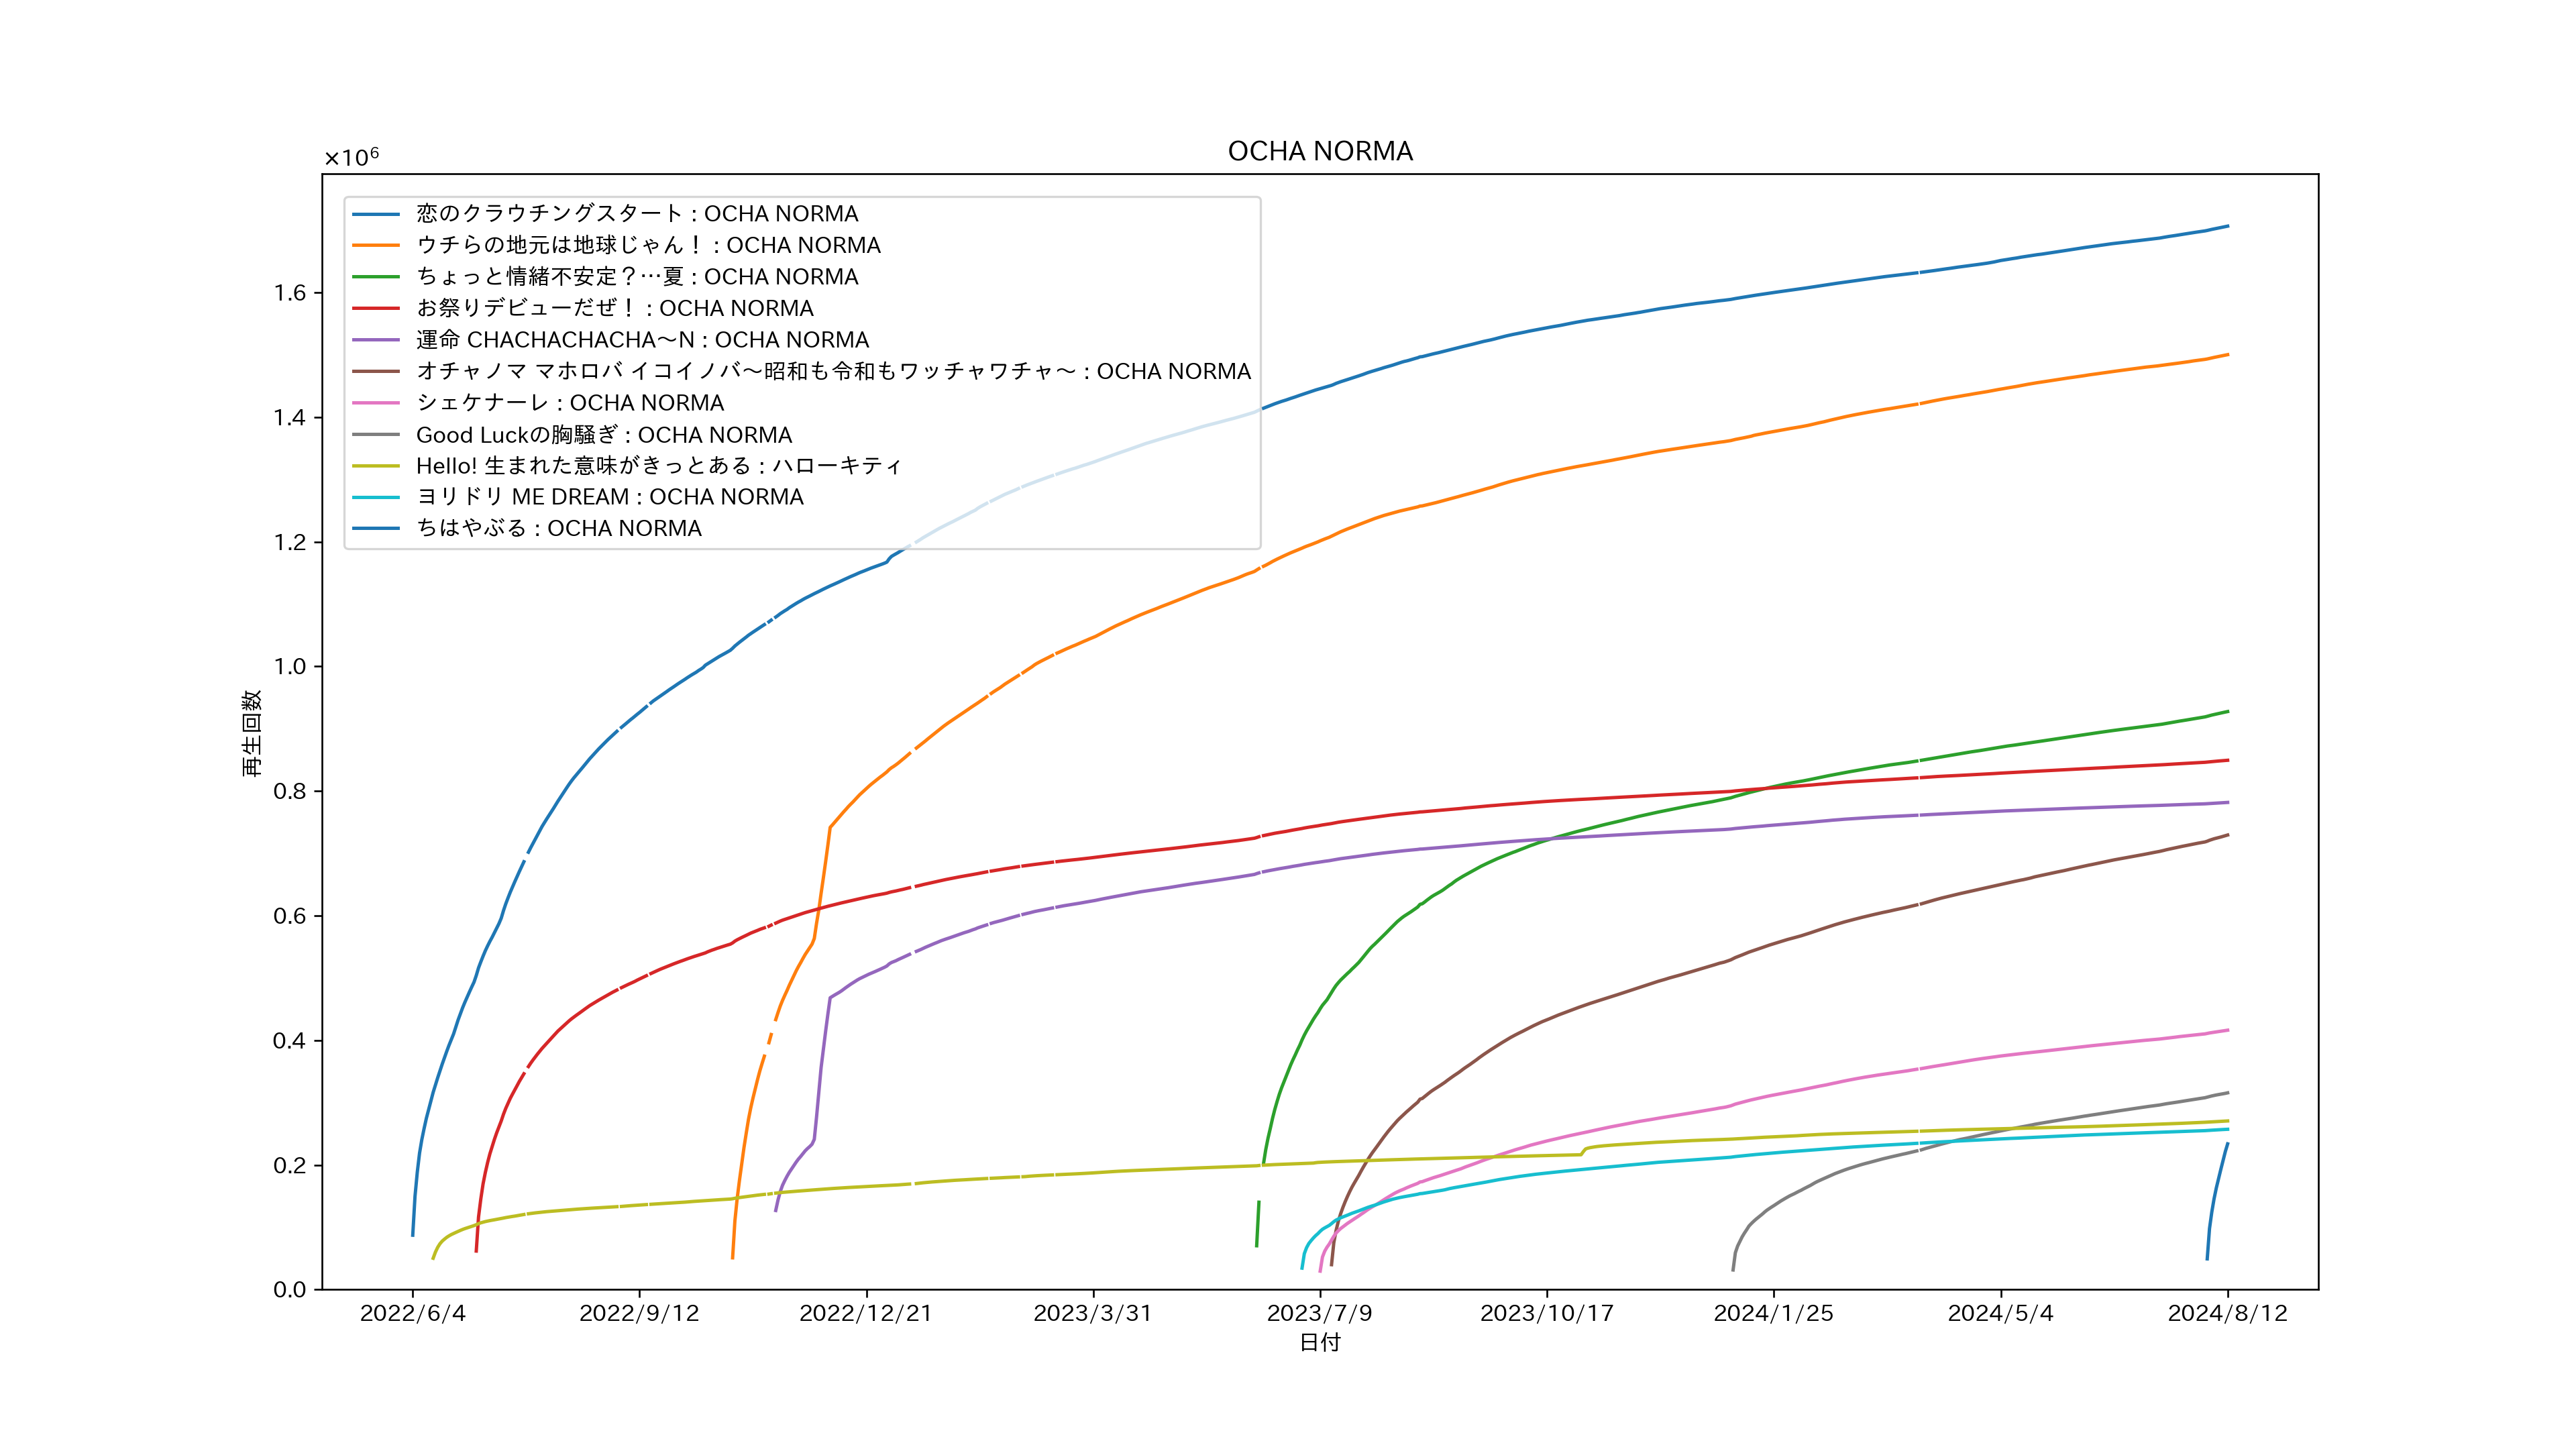 OCHA NORMA
×10⁶
恋のクラウチングスタート : OCHA NORMA
ウチらの地元は地球じゃん！ : OCHA NORMA
ちょっと情緒不安定？…夏 : OCHA NORMA
お祭りデビューだぜ！ : OCHA NORMA
運命 CHACHACHACHA～N : OCHA NORMA
オチャノマ マホロバ イコイノバ～昭和も令和もワッチャワチャ～ : OCHA NORMA
シェケナーレ : OCHA NORMA
Good Luckの胸騒ぎ : OCHA NORMA
Hello! 生まれた意味がきっとある : ハローキティ
ヨリドリ ME DREAM : OCHA NORMA
ちはやぶる : OCHA NORMA
1.6
1.4
1.2
1.0
0.8
0.6
0.4
0.2
0.0
再生回数
2022/6/4 2022/9/12 2022/12/21 2023/3/31 2023/7/9 2023/10/17 2024/1/25 2024/5/4 2024/8/12
日付